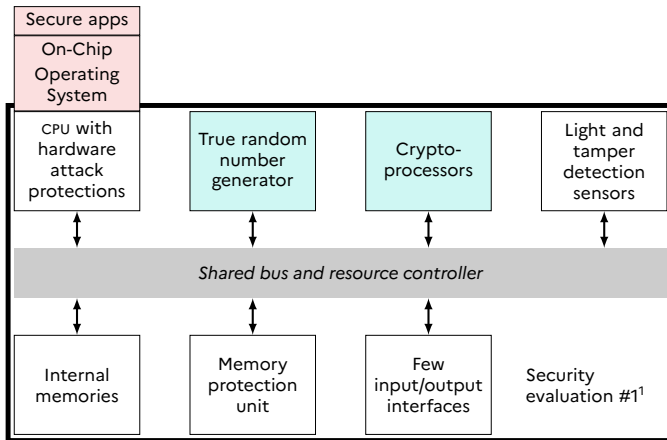 Secure apps
On-Chip
Operating
System
CPU with
hardware
attack
protections
True random
number
generator
Crypto-
processors
Light and
tamper
detection
sensors
Shared bus and resource controller
Internal
memories
Memory
protection
unit
Few
input/output
interfaces
Security
evaluation #1¹